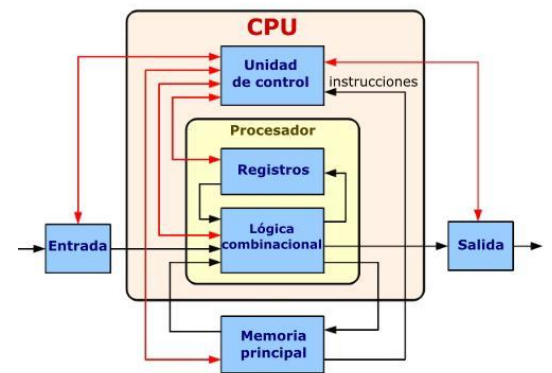 CPU
Unidad
de control
instrucciones
Procesador
Registros
Lógica
combinacional
Entrada
Salida
Memoria
principal